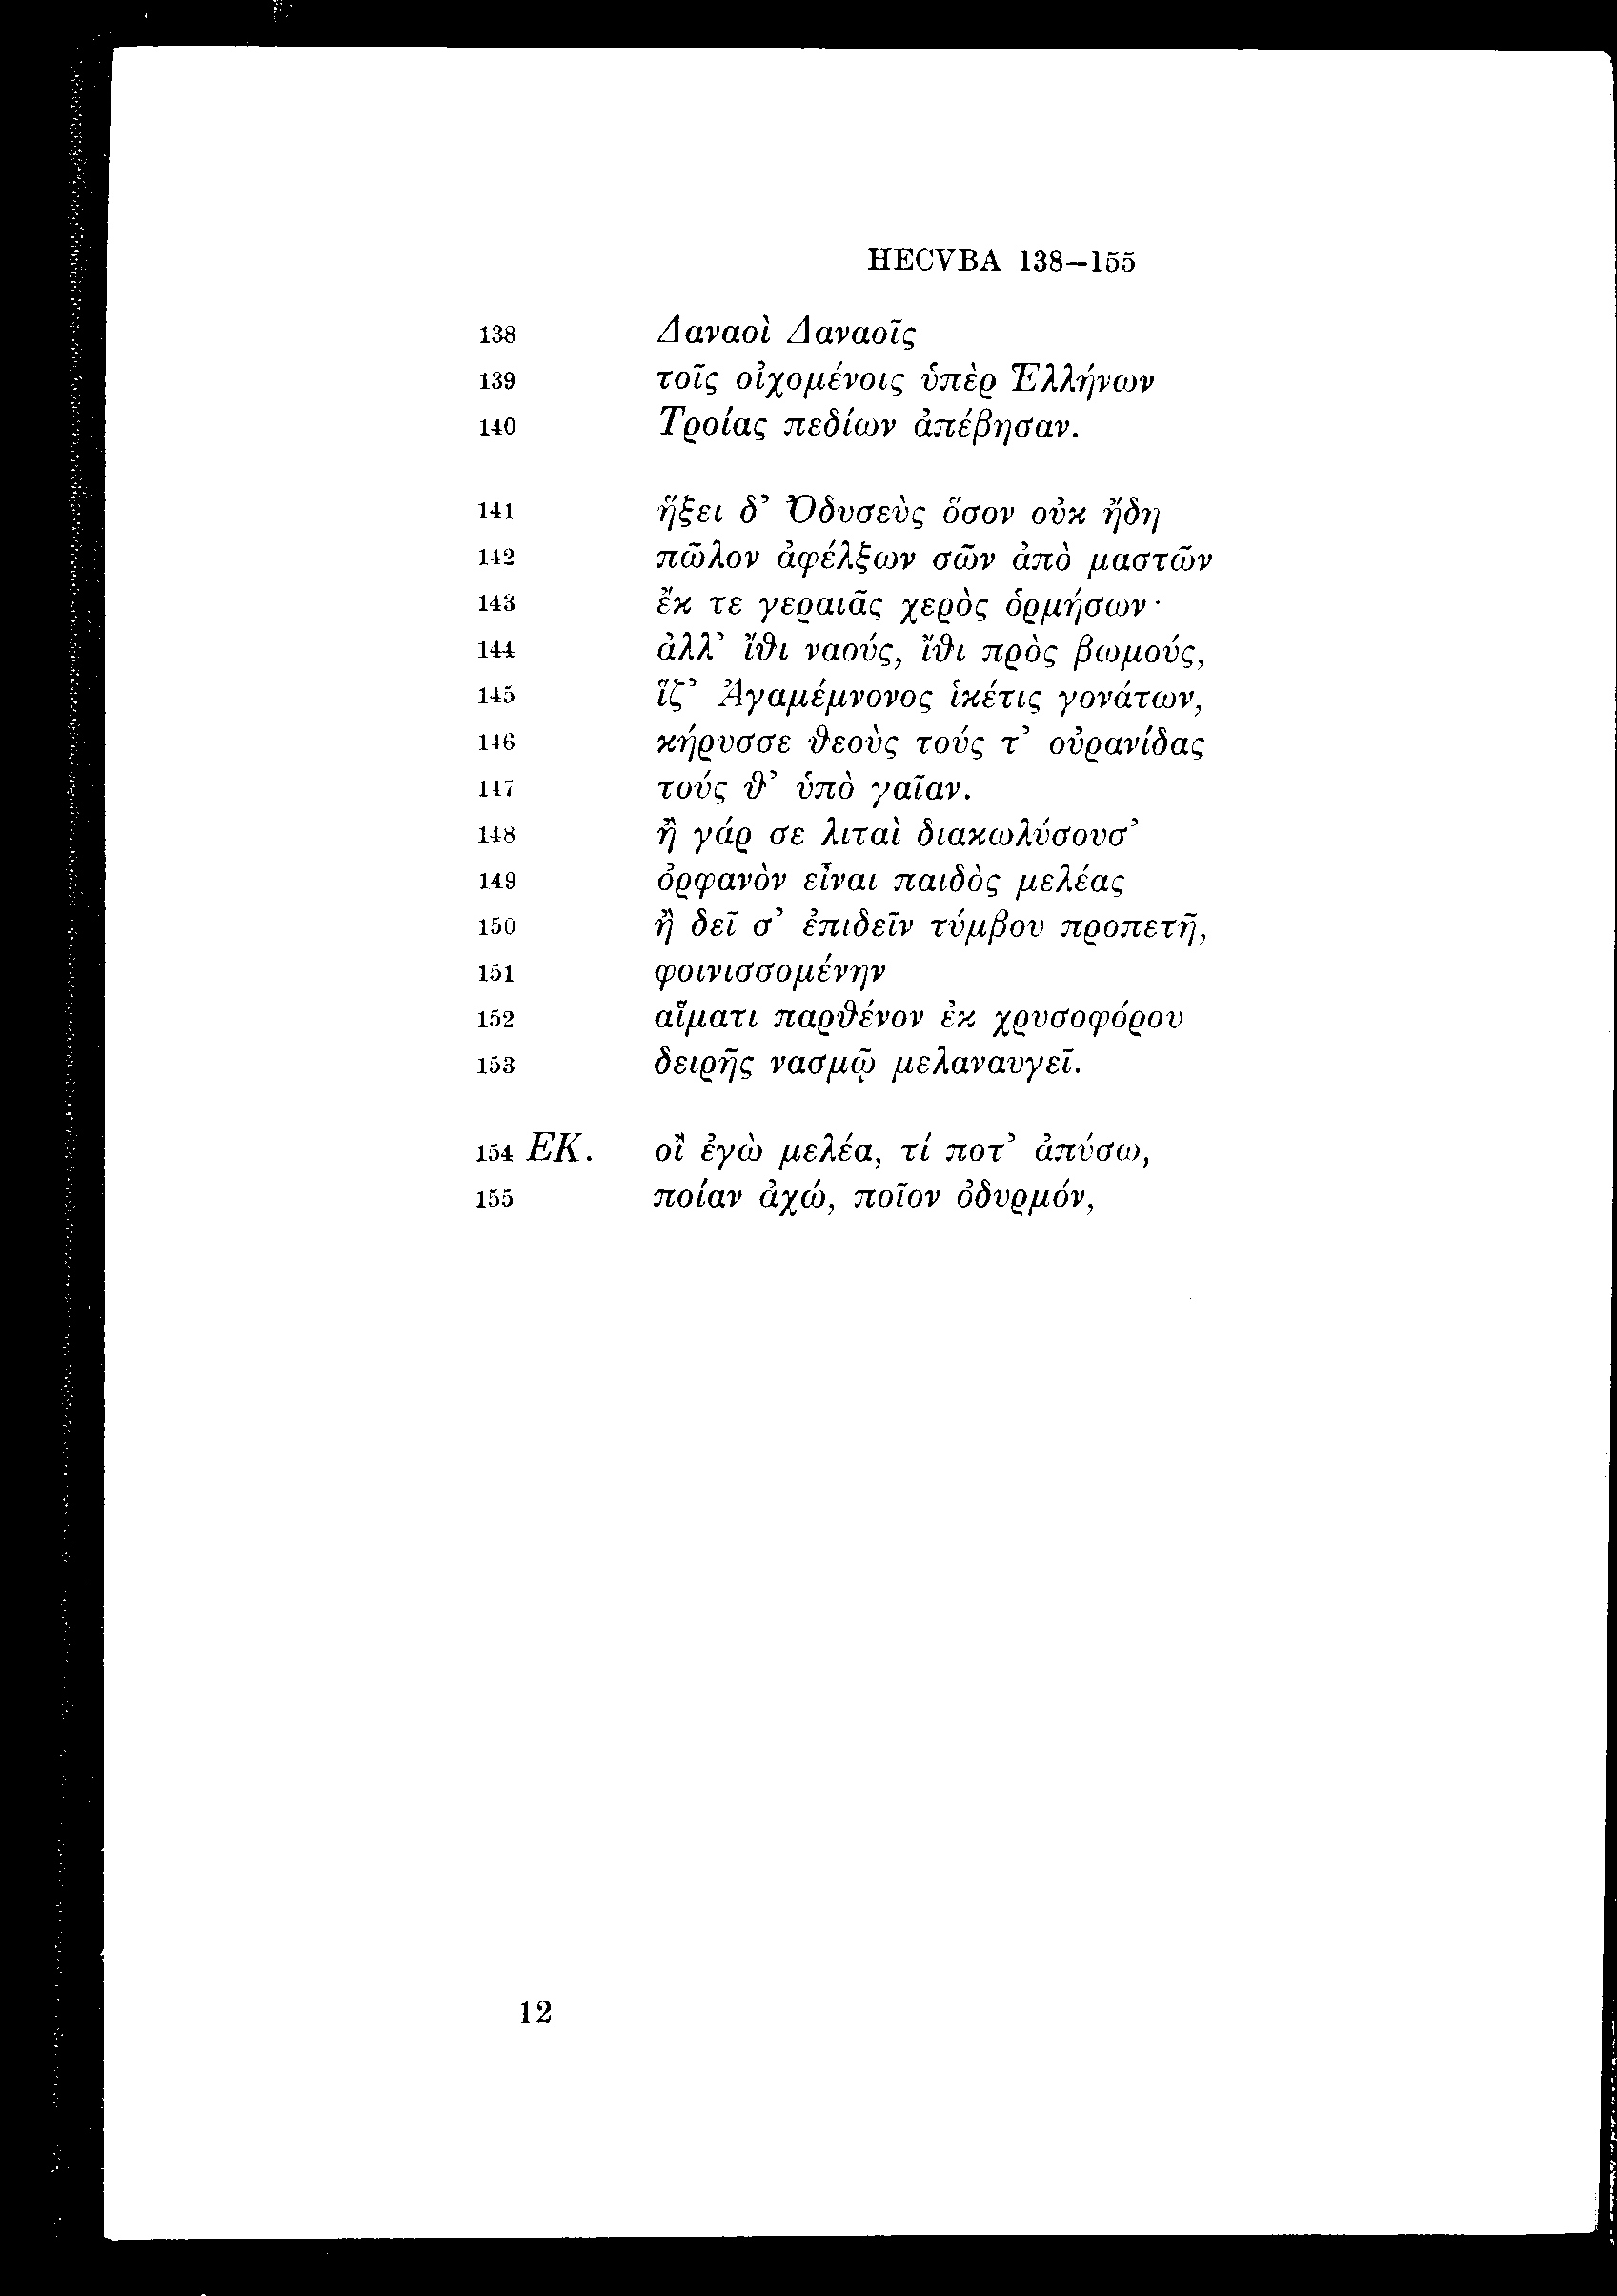 HECVBA 138–155
138 Δαναοὶ Δαναοῖς
139 τοῖς οἰχομένοις ὑπὲρ Ἑλλήνων
140 Τροίας πεδίων ἀπέβησαν.
141 ἥξει δ’ Ὀδυσεὺς ὅσον οὐκ ἤδη
142 πῶλον ἀφέλξων σῶν ἀπὸ μαστῶν
143 ἔκ τε γεραιᾶς χερὸς ὁρμήσων·
144 ἀλλ’ ἴθι ναούς, ἴθι πρὸς βωμούς,
145 ἵζ’ Ἀγαμέμνονος ἱκέτις γονάτων,
146 κήρυσσε θεοὺς τούς τ’ οὐρανίδας
147 τούς θ’ ὑπὸ γαῖαν.
148 ἢ γάρ σε λιταὶ διακωλύσουσ’
149 ὀρφανὸν εἶναι παιδὸς μελέας
150 ἢ δεῖ σ’ ἐπιδεῖν τύμβου προπετῆ,
151 φοινισσομένην
152 αἵματι παρθένον ἐκ χρυσοφόρου
153 δειρῆς νασμῷ μελαναυγεῖ.
154 ΕΚ. οἲ ἐγὼ μελέα, τί ποτ’ ἀπύσω,
155 ποίαν ἀχώ, ποῖον ὀδυρμόν,
12